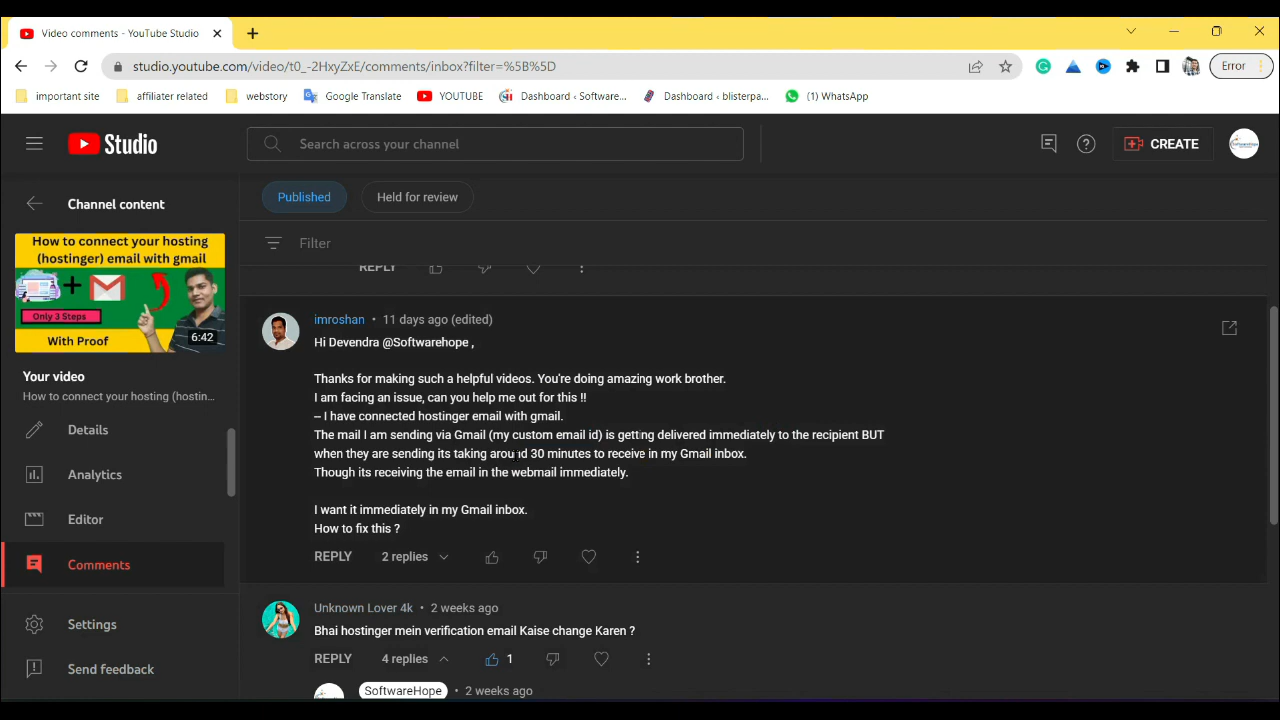 Video comments - YouTube Studio
studio.youtube.com/video/t0_-2HxyZxE/comments/inbox?filter=%5B%5D
Error
important site
affiliater related
webstory
Google Translate
YOUTUBE
Dashboard ‹ Software...
Dashboard ‹ blisterpa...
(1) WhatsApp
Studio
Search across your channel
CREATE
Channel content
How to connect your hosting
(hostinger) email with gmail
Only 3 Steps
With Proof
6:42
Your video
How to connect your hosting (hostin...
Details
Analytics
Editor
Comments
Settings
Send feedback
Published
Held for review
Filter
REPLY
imroshan • 11 days ago (edited)
Hi Devendra @Softwarehope ,
Thanks for making such a helpful videos. You're doing amazing work brother.
I am facing an issue, can you help me out for this !!
-- I have connected hostinger email with gmail.
The mail I am sending via Gmail (my custom email id) is getting delivered immediately to the recipient BUT
when they are sending its taking around 30 minutes to receive in my Gmail inbox.
Though its receiving the email in the webmail immediately.
I want it immediately in my Gmail inbox.
How to fix this ?
REPLY 2 replies
Unknown Lover 4k • 2 weeks ago
Bhai hostinger mein verification email Kaise change Karen ?
REPLY 4 replies 1
SoftwareHope • 2 weeks ago